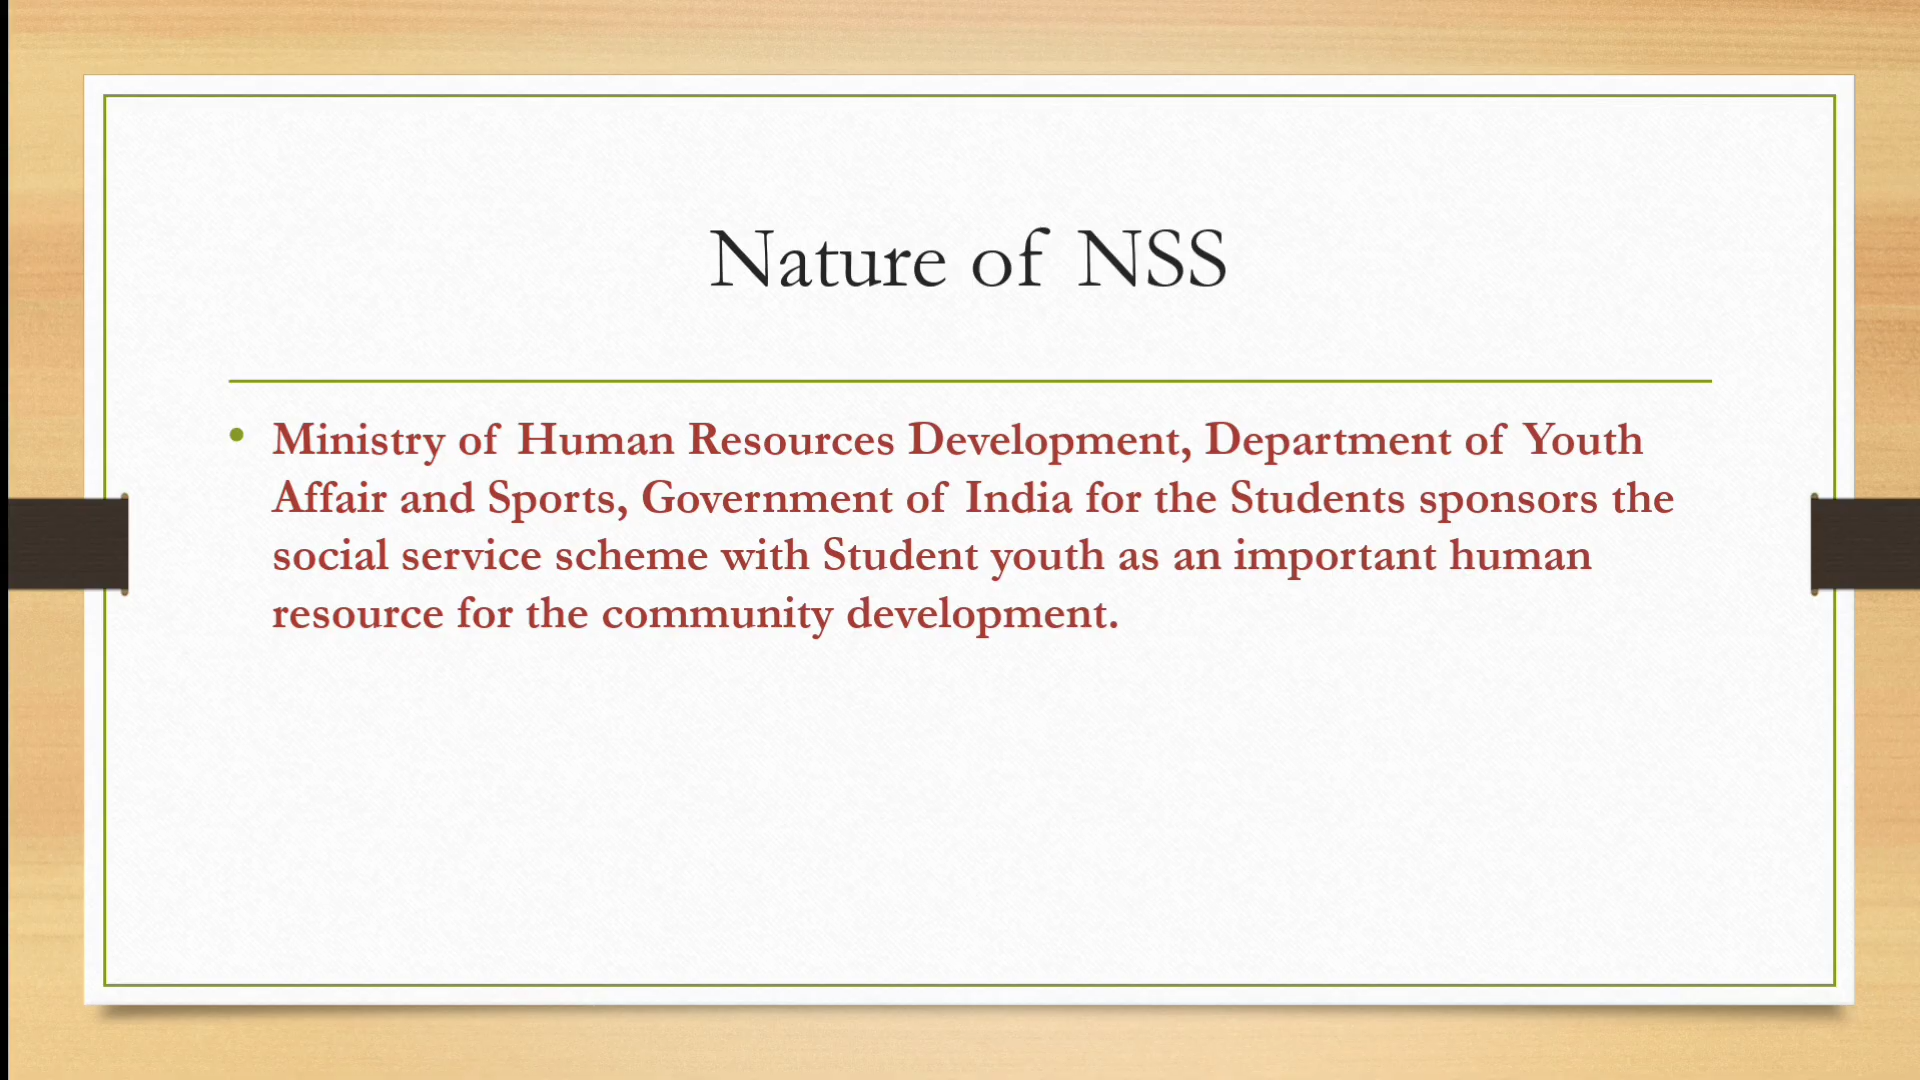 Nature of NSS
• Ministry of Human Resources Development, Department of Youth
Affair and Sports, Government of India for the Students sponsors the
social service scheme with Student youth as an important human
resource for the community development.